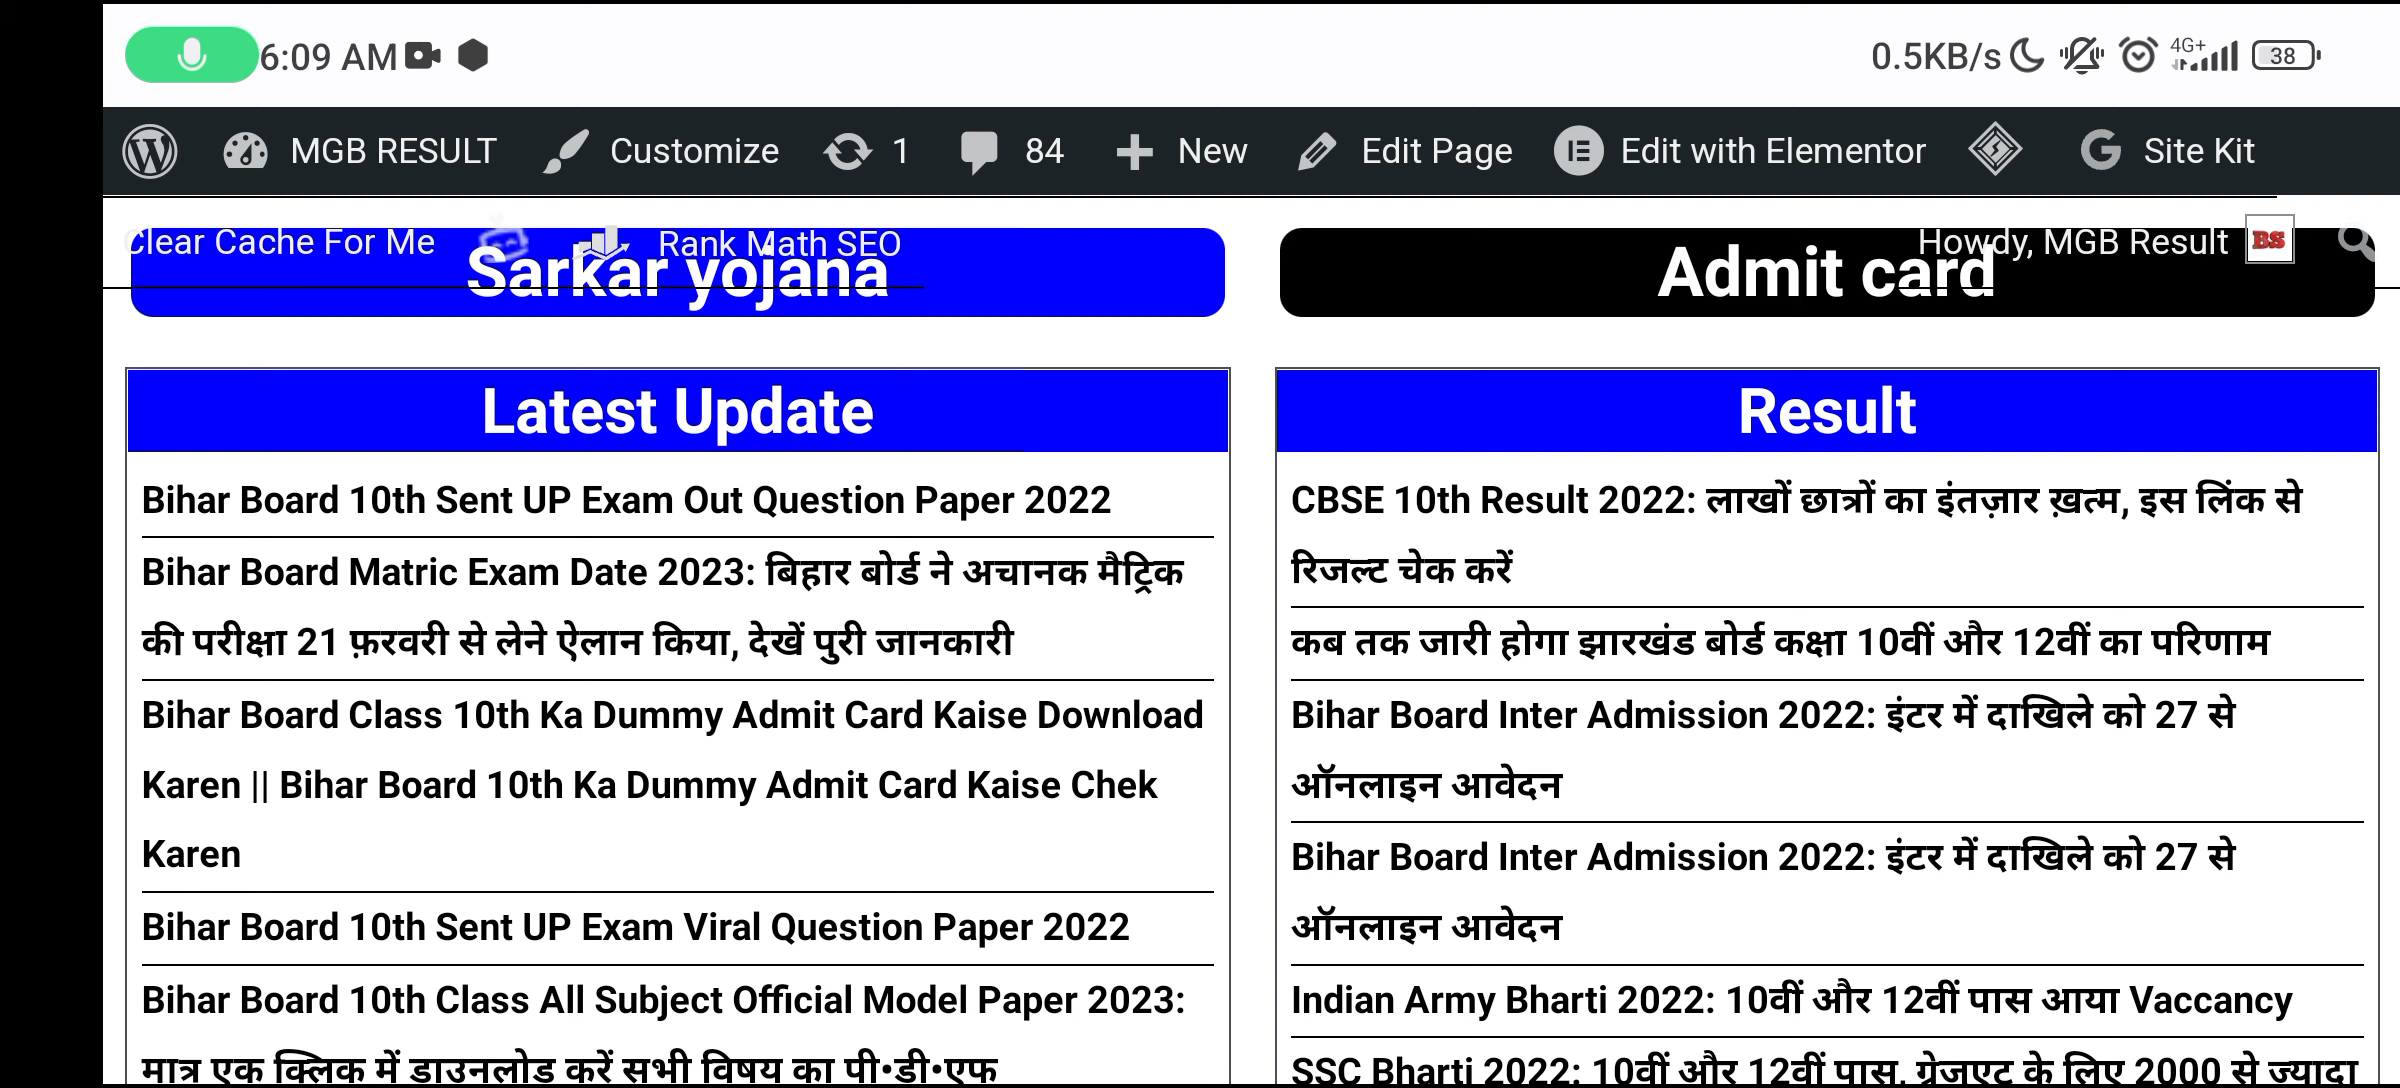 6:09 AM
0.5KB/s 4G+ 38
MGB RESULT Customize 1 84 New Edit Page Edit with Elementor Site Kit
Clear Cache For Me Rank Math SEO Howdy, MGB Result BS
Sarkar yojana
Admit card
Latest Update
Bihar Board 10th Sent UP Exam Out Question Paper 2022
Bihar Board Matric Exam Date 2023: बिहार बोर्ड ने अचानक मैट्रिक
की परीक्षा 21 फ़रवरी से लेने ऐलान किया, देखें पुरी जानकारी
Bihar Board Class 10th Ka Dummy Admit Card Kaise Download
Karen || Bihar Board 10th Ka Dummy Admit Card Kaise Chek
Karen
Bihar Board 10th Sent UP Exam Viral Question Paper 2022
Bihar Board 10th Class All Subject Official Model Paper 2023:
मात्र एक क्लिक में डाउनलोड करें सभी विषय का पी•डी•एफ
Result
CBSE 10th Result 2022: लाखों छात्रों का इंतज़ार ख़त्म, इस लिंक से
रिजल्ट चेक करें
कब तक जारी होगा झारखंड बोर्ड कक्षा 10वीं और 12वीं का परिणाम
Bihar Board Inter Admission 2022: इंटर में दाखिले को 27 से
ऑनलाइन आवेदन
Bihar Board Inter Admission 2022: इंटर में दाखिले को 27 से
ऑनलाइन आवेदन
Indian Army Bharti 2022: 10वीं और 12वीं पास आया Vaccancy
SSC Bharti 2022: 10वीं और 12वीं पास, ग्रेजुएट के लिए 2000 से ज्यादा